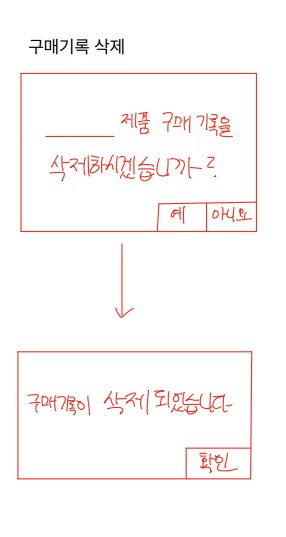 구매기록 삭제
______ 제품 구매 기록을
삭제하시겠습니까?
예 아니요
구매기록이 삭제되었습니다
확인